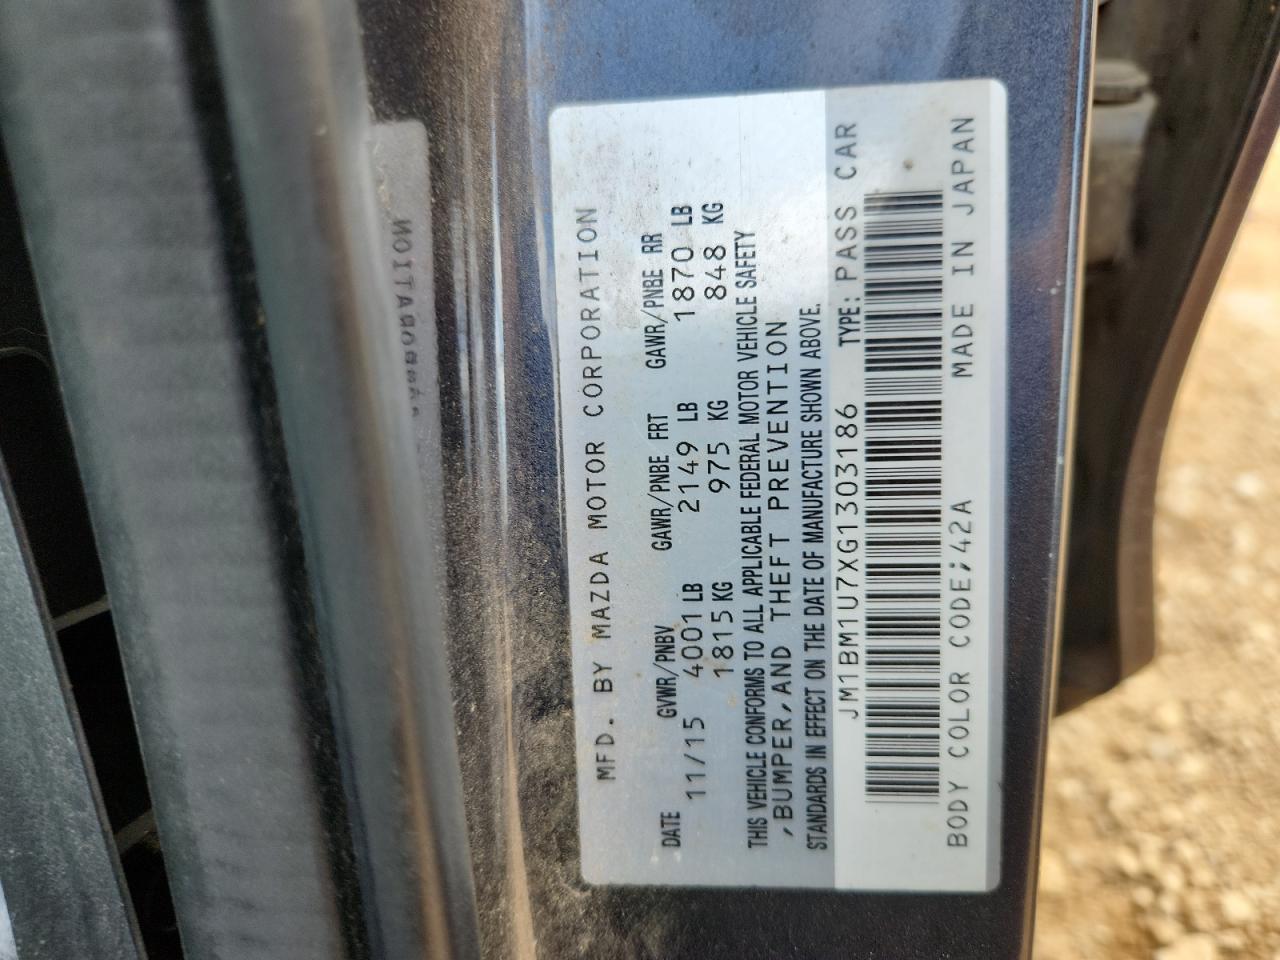 MFD. BY MAZDA MOTOR CORPORATION
DATE GVWR/PNBV GAWR/PNBE FRT GAWR/PNBE RR
11/15 4001 LB 2149 LB 1870 LB
1815 KG 975 KG 848 KG
THIS VEHICLE CONFORMS TO ALL APPLICABLE FEDERAL MOTOR VEHICLE SAFETY
,BUMPER,AND THEFT PREVENTION
STANDARDS IN EFFECT ON THE DATE OF MANUFACTURE SHOWN ABOVE.
JM1BM1U7XG1303186 TYPE: PASS CAR
BODY COLOR CODE;42A MADE IN JAPAN